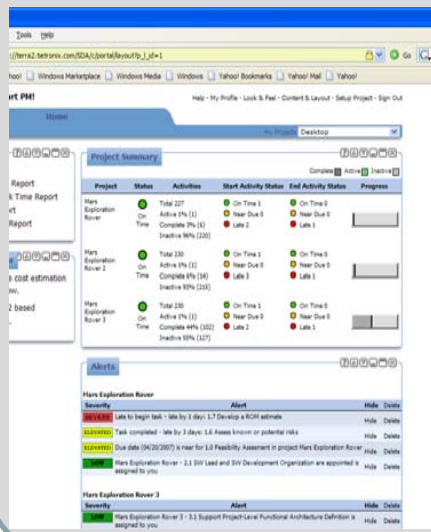 Tools Help
://terra2.tetronix.com/SDA/c/portal/layout?p_l_id=1
Go
hoo! Windows Marketplace Windows Media Windows Yahoo! Bookmarks Yahoo! Mail Yahoo!
rt PM!
Help - My Profile - Look & Feel - Content & Layout - Setup Project - Sign Out
Home
My Projects Desktop
Report
k Time Report
rt
Report
e cost estimation
ow.
2 based
Project Summary
Complete Active Inactive
Project Status Activities Start Activity Status End Activity Status Progress
Mars Exploration Rover
On Time
Total 227
Active 0% (1)
Complete 3% (6)
Inactive 96% (220)
On Time 1
Near Due 0
Late 2
On Time 0
Near Due 0
Late 1
Mars Exploration Rover 2
On Time
Total 230
Active 0% (1)
Complete 6% (14)
Inactive 93% (215)
On Time 1
Near Due 0
Late 3
On Time 0
Near Due 0
Late 1
Mars Exploration Rover 3
On Time
Total 230
Active 0% (1)
Complete 44% (102)
Inactive 55% (127)
On Time 1
Near Due 0
Late 2
On Time 0
Near Due 0
Late 1
Alerts
Mars Exploration Rover
Severity Alert Hide Delete
SEVERE Late to begin task - late by 1 days: 1.7 Develop a ROM estimate Hide Delete
ELEVATED Task completed - late by 3 days: 1.6 Assess known or potential risks Hide Delete
ELEVATED Due date (04/20/2007) is near for 1.0 Feasibility Assessment in project Mars Exploration Rover Hide Delete
LOW Mars Exploration Rover - 2.1 SW Lead and SW Development Organization are appointed is assigned to you Hide Delete
Mars Exploration Rover 3
Severity Alert Hide Delete
LOW Mars Exploration Rover 3 - 3.2 Support Project-Level Functional Architecture Definition is assigned to you Hide Delete